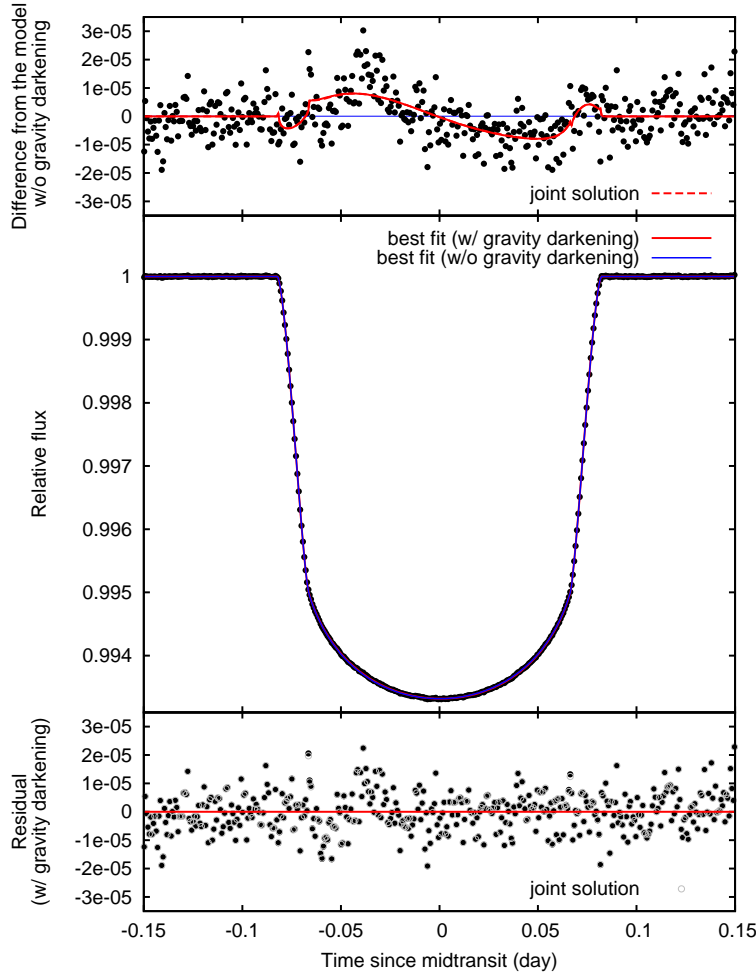 Difference from the model
w/o gravity darkening
3e-05
2e-05
1e-05
0
-1e-05
-2e-05
-3e-05
joint solution
Relative flux
1
0.999
0.998
0.997
0.996
0.995
0.994
best fit (w/ gravity darkening)
best fit (w/o gravity darkening)
Residual
(w/ gravity darkening)
3e-05
2e-05
1e-05
0
-1e-05
-2e-05
-3e-05
joint solution
-0.15 -0.1 -0.05 0 0.05 0.1 0.15
Time since midtransit (day)